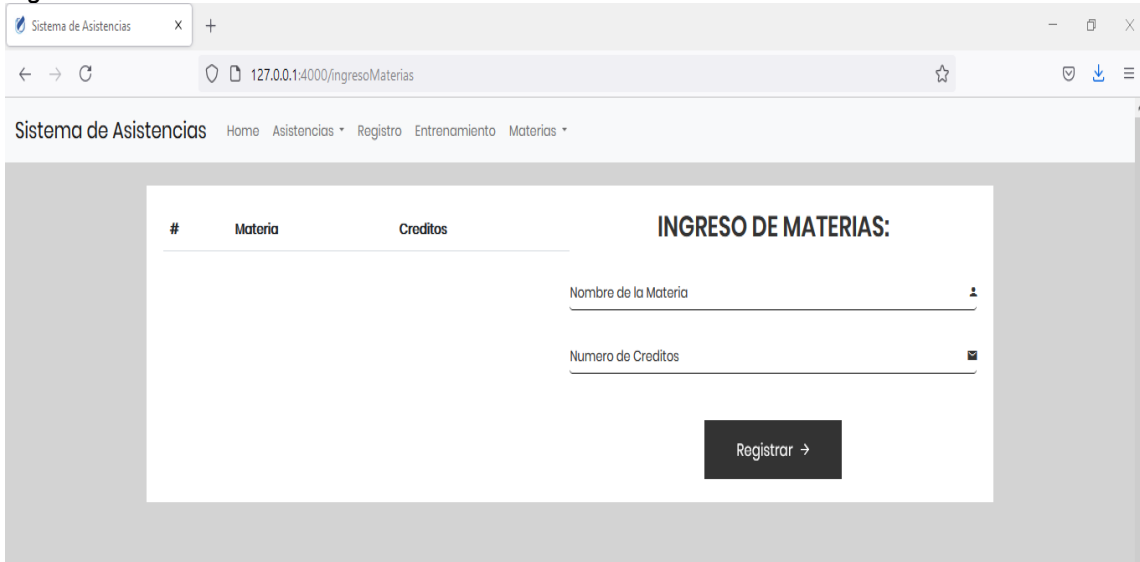 Sistema de Asistencias
127.0.0.1:4000/ingresoMaterias
Sistema de Asistencias Home Asistencias Registro Entrenamiento Materias
# Materia Creditos
INGRESO DE MATERIAS:
Nombre de la Materia
Numero de Creditos
Registrar →